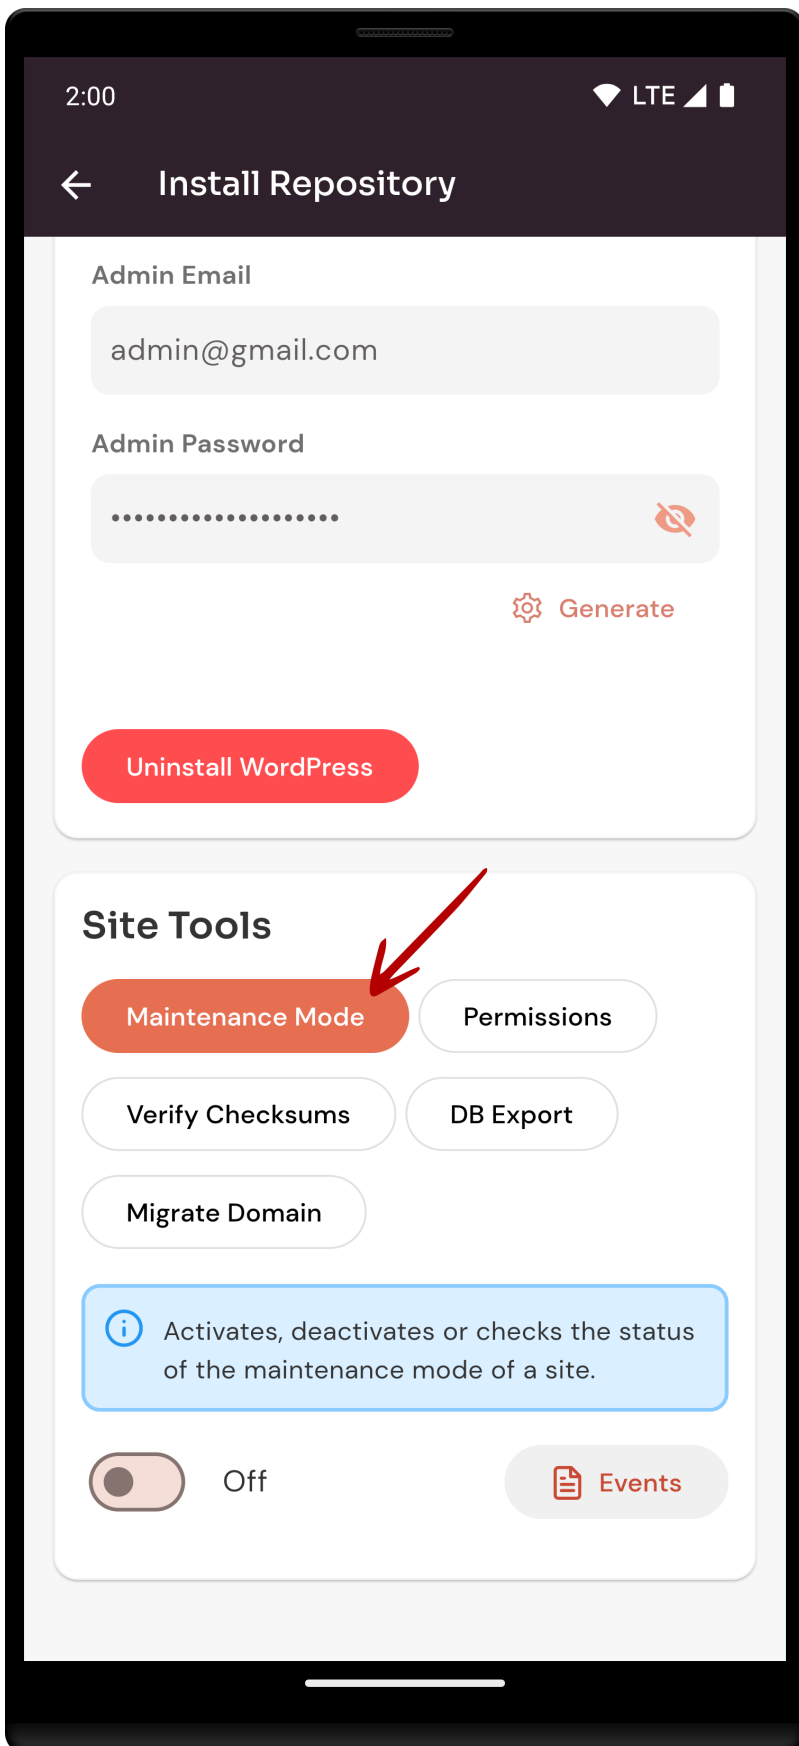 2:00 LTE
Install Repository
Admin Email
admin@gmail.com
Admin Password
•••••••••••••••••••
Generate
Uninstall WordPress
Site Tools
Maintenance Mode Permissions
Verify Checksums DB Export
Migrate Domain
Activates, deactivates or checks the status
of the maintenance mode of a site.
Off Events